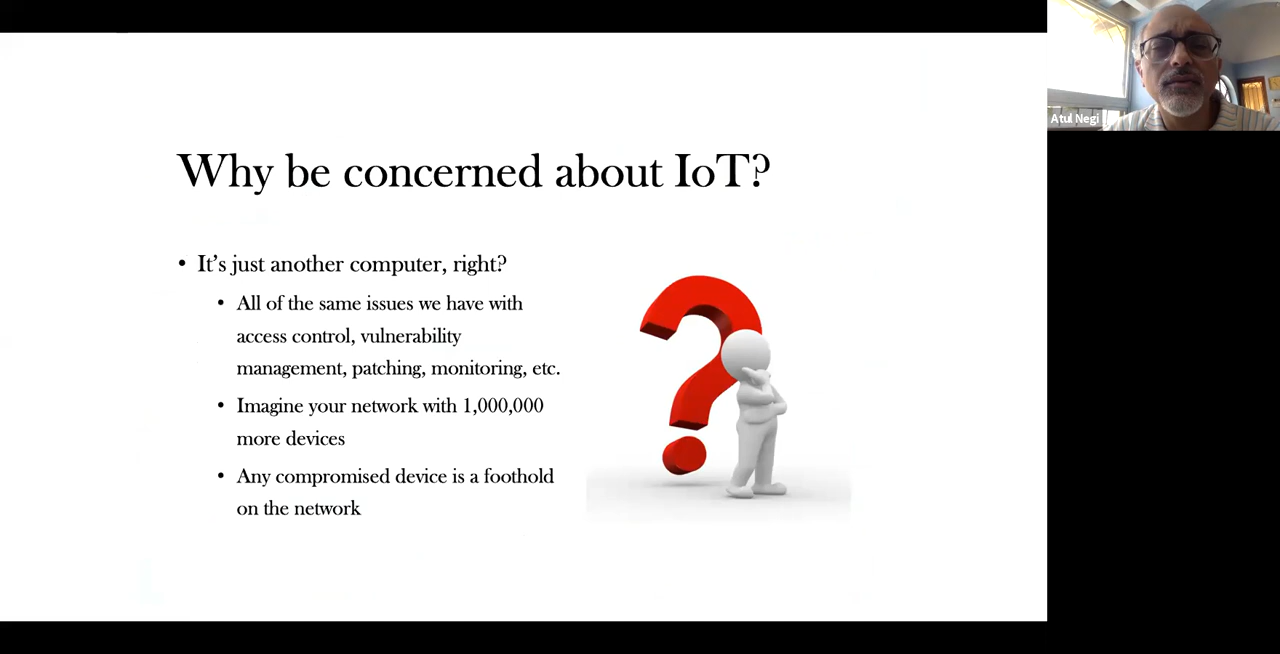 Why be concerned about IoT?
• It’s just another computer, right?
• All of the same issues we have with
access control, vulnerability
management, patching, monitoring, etc.
• Imagine your network with 1,000,000
more devices
• Any compromised device is a foothold
on the network
Atul Negi